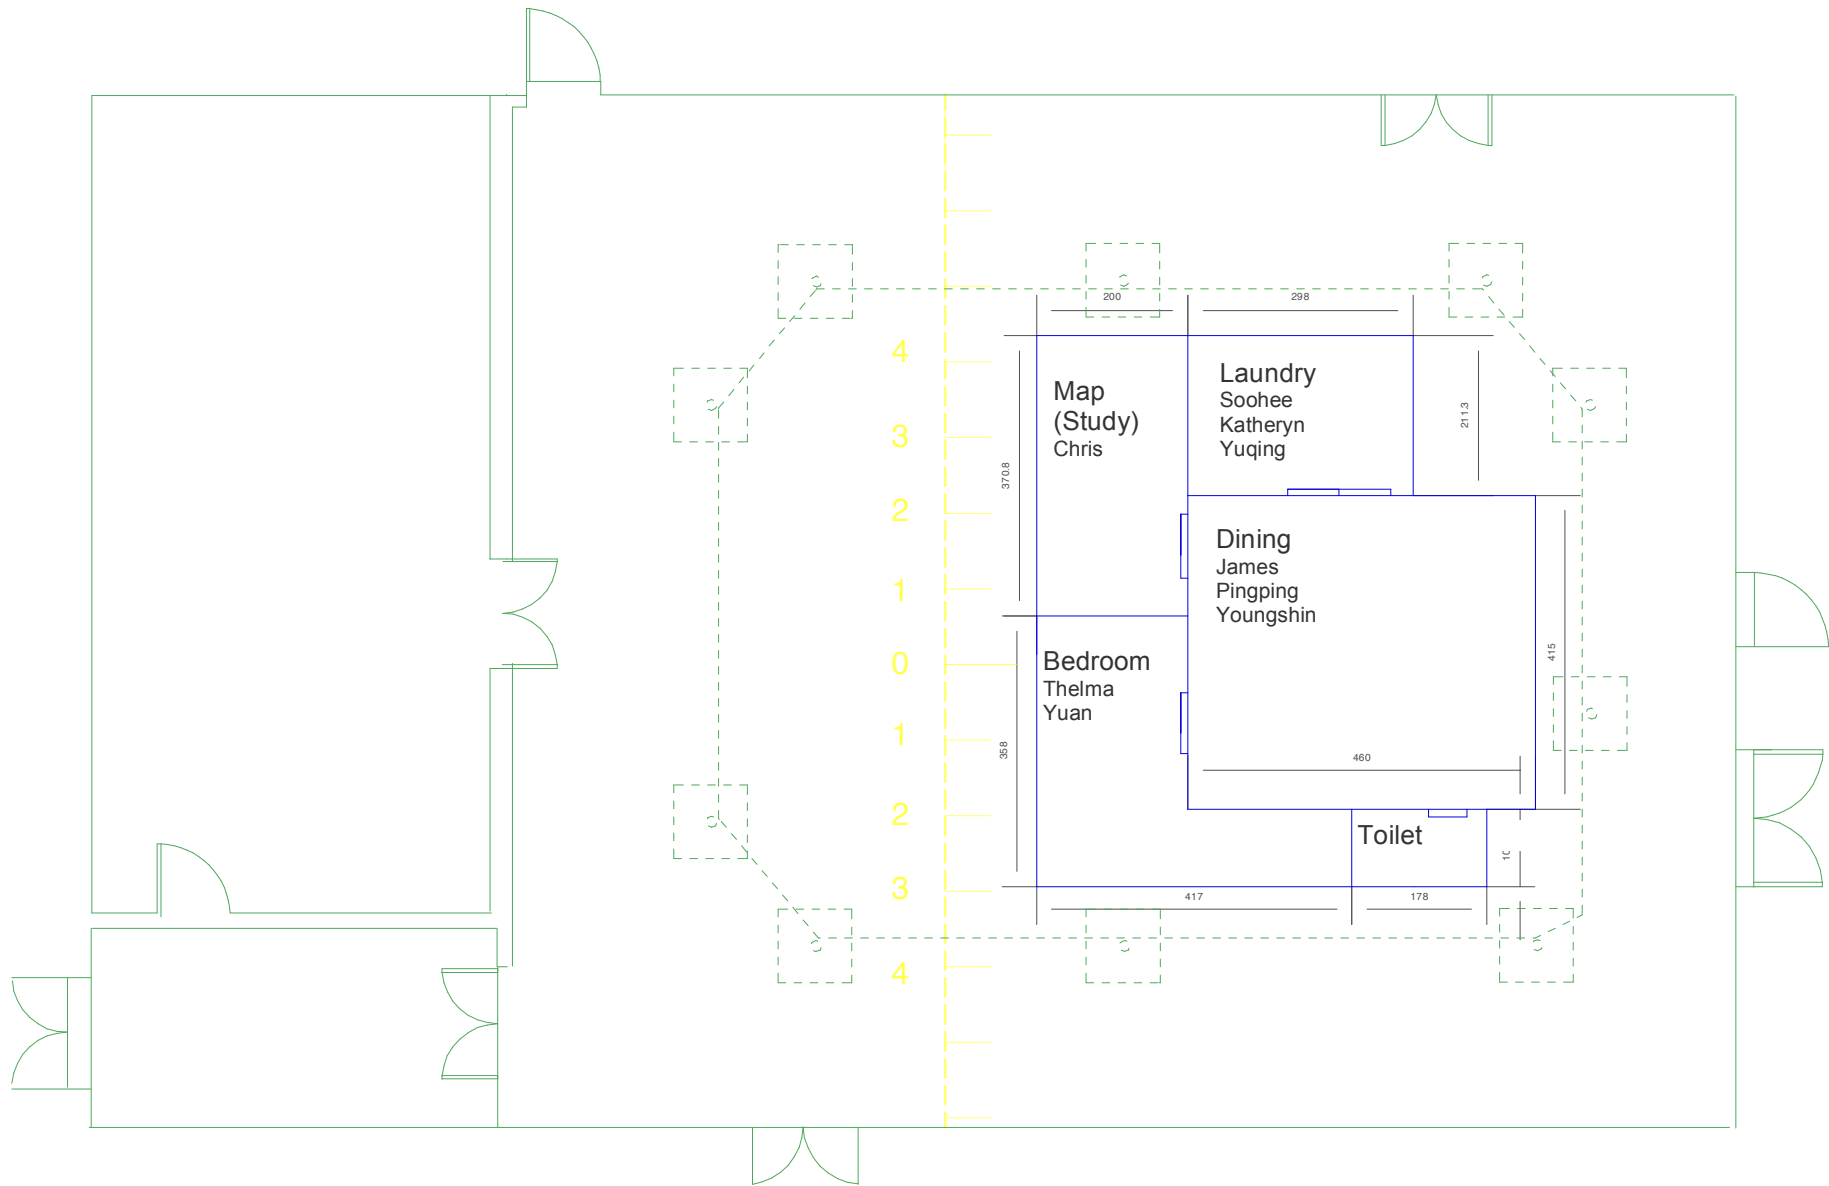 200
298
4
Map
(Study)
Chris
Laundry
Soohee
Katheryn
Yuqing
211.3
3
370.8
2
Dining
James
Pingping
Youngshin
1
0
Bedroom
Thelma
Yuan
415
1
358
460
2
Toilet
3
417
178
4